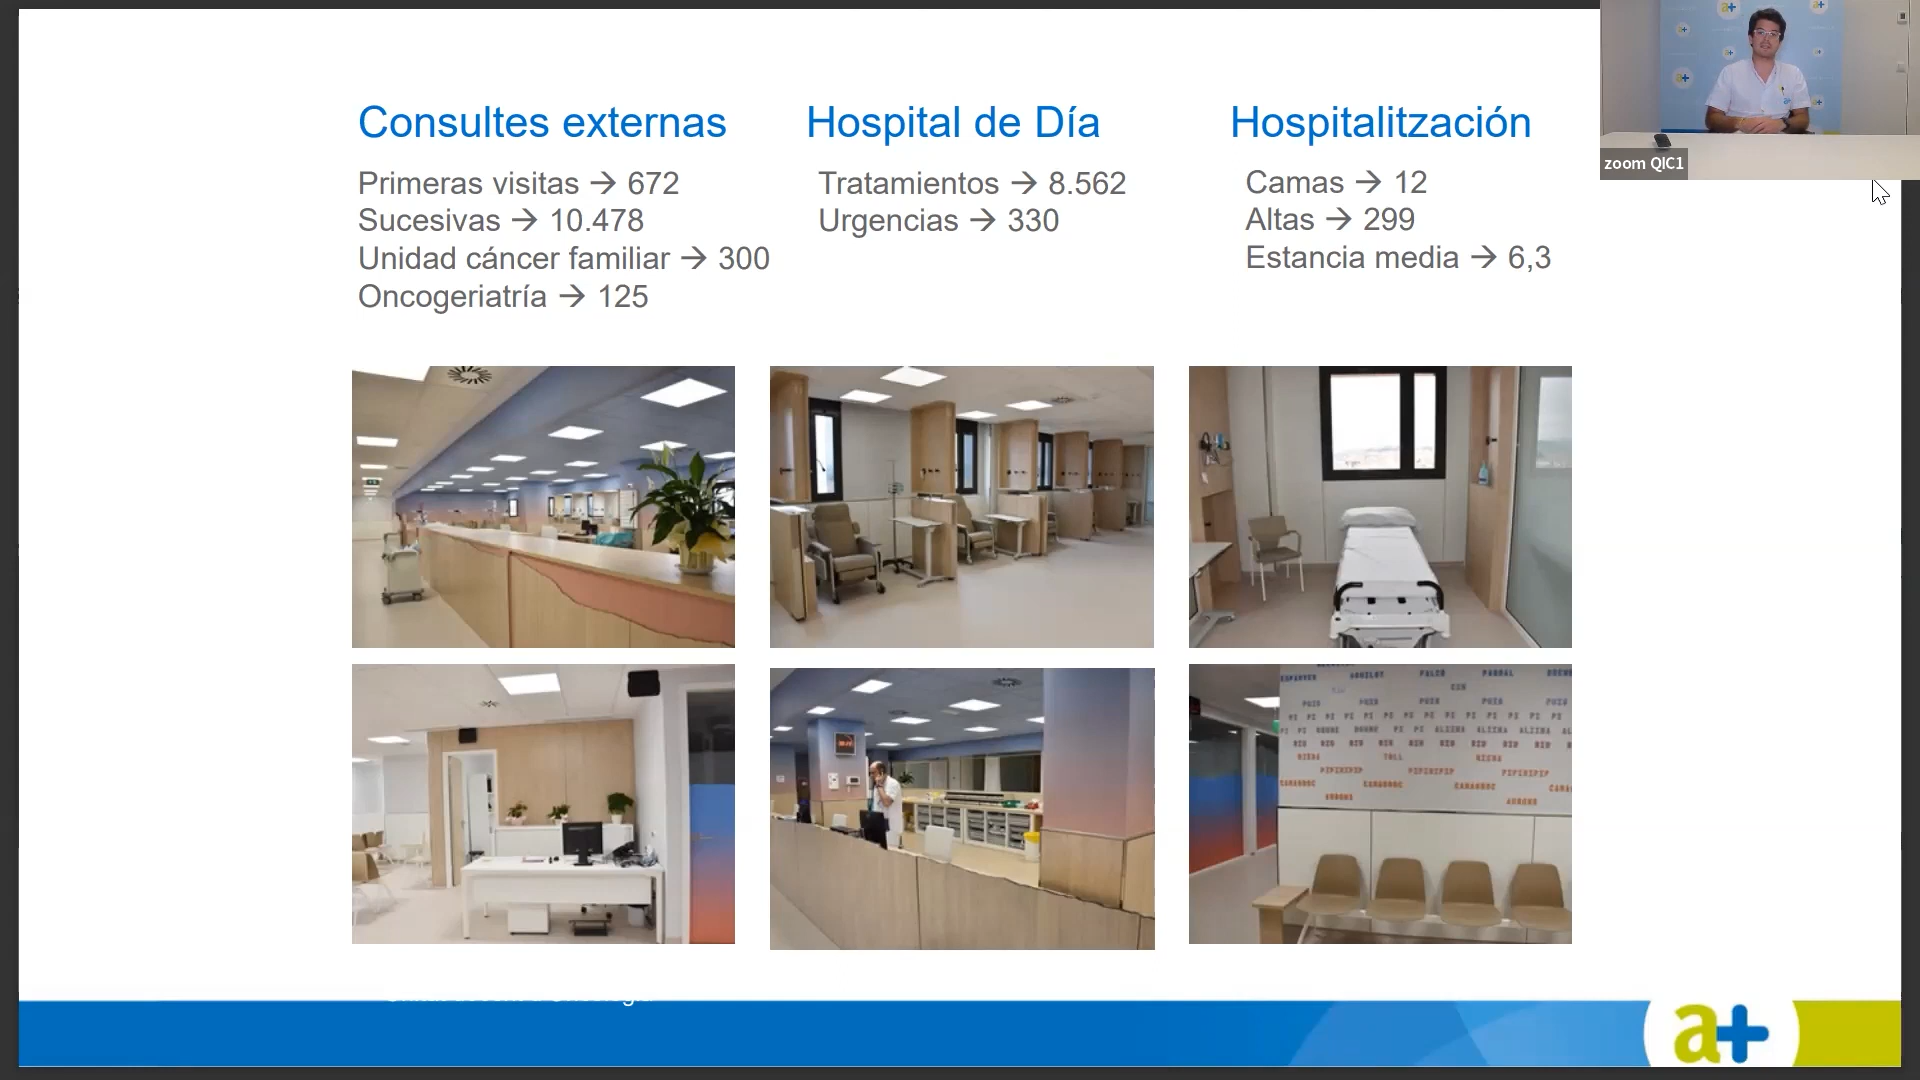 Consultes externas
Primeras visitas → 672
Sucesivas → 10.478
Unidad cáncer familiar → 300
Oncogeriatría → 125
Hospital de Día
Tratamientos → 8.562
Urgencias → 330
Hospitalitzación
Camas → 12
Altas → 299
Estancia media → 6,3
zoom QIC1
a+